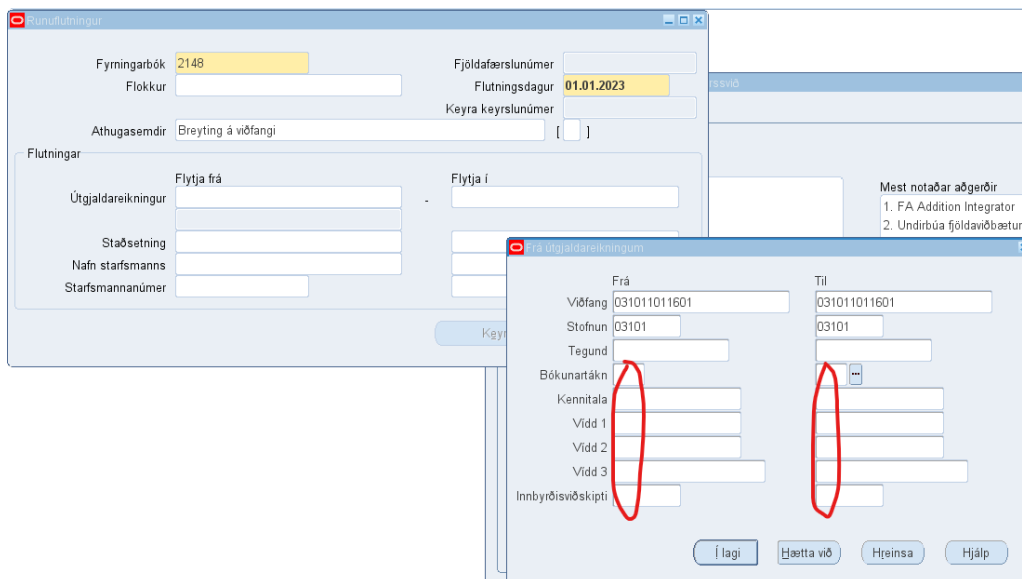 Runuflutningur
Fyrningarbók 2148
Fjöldafærslunúmer
Flokkur
Flutningsdagur 01.01.2023
Keyra keyrslunúmer
Athugasemdir Breyting á viðfangi [ ]
Flutningar
Flytja frá
Flytja í
Útgjaldareikningur -
Staðsetning
Nafn starfsmanns
Starfsmannanúmer
Mest notaðar aðgerðir
1. FA Addition Integrator
2. Undirbúa fjöldaviðbætur
Frá útgjaldareikningum
Frá Til
Viðfang 031011011601 031011011601
Stofnun 03101 03101
Tegund
Bókunartákn ...
Kennitala
Vídd 1
Vídd 2
Vídd 3
Innbyrðisviðskipti
Í lagi Hætta við Hreinsa Hjálp